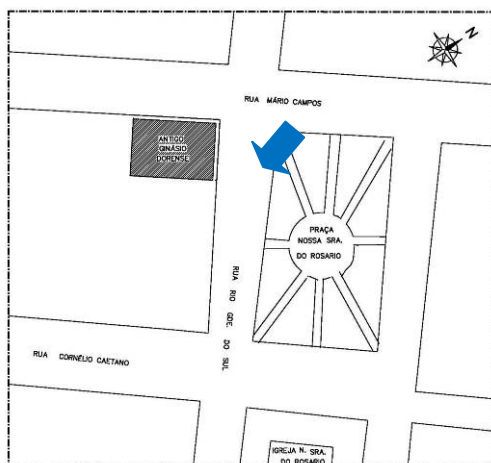 N
RUA MÁRIO CAMPOS
ANTIGO
GINÁSIO
DORENSE
PRAÇA
NOSSA SRA.
DO ROSARIO
RUA RIO GDE. DO SUL
RUA CORNÉLIO CAETANO
IGREJA N. SRA.
DO ROSARIO